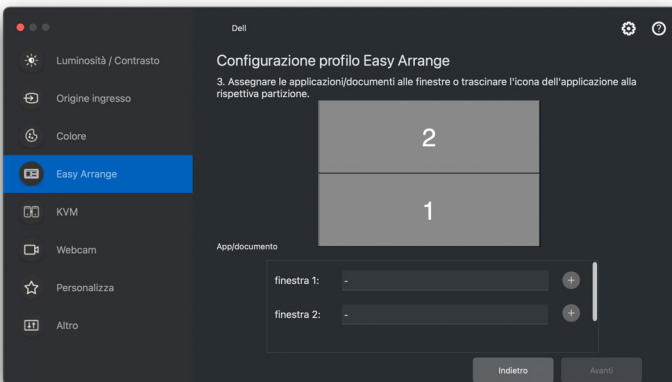 Dell
Luminosità / Contrasto
Origine ingresso
Colore
Easy Arrange
KVM
Webcam
Personalizza
Altro
Configurazione profilo Easy Arrange
3. Assegnare le applicazioni/documenti alle finestre o trascinare l'icona dell'applicazione alla
rispettiva partizione.
2
1
App/documento
finestra 1: -
finestra 2: -
Indietro
Avanti